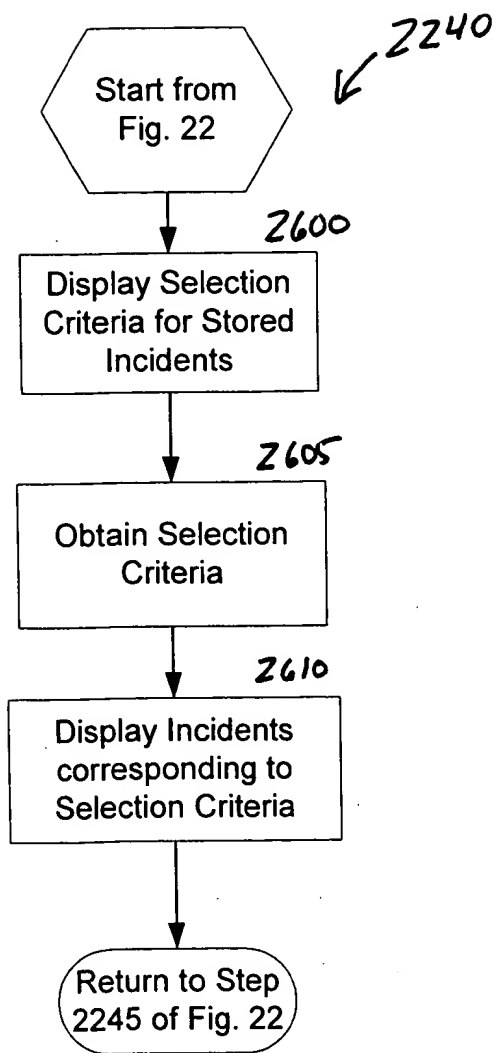 2240
Start from
Fig. 22
2600
Display Selection
Criteria for Stored
Incidents
2605
Obtain Selection
Criteria
2610
Display Incidents
corresponding to
Selection Criteria
Return to Step
2245 of Fig. 22